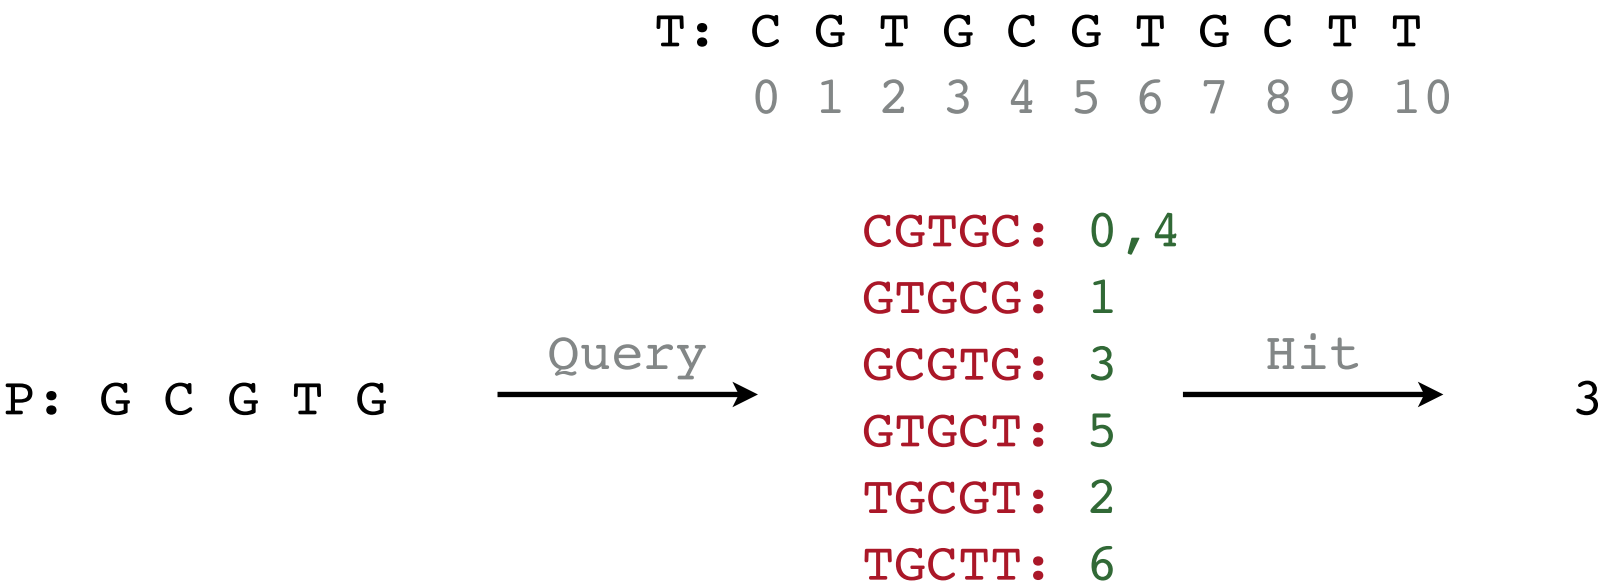 T: C G T G C G T G C T T
0 1 2 3 4 5 6 7 8 9 10
CGTGC: 0,4
GTGCG: 1
Query
GCGTG: 3
Hit
P: G C G T G
3
GTGCT: 5
TGCGT: 2
TGCTT: 6